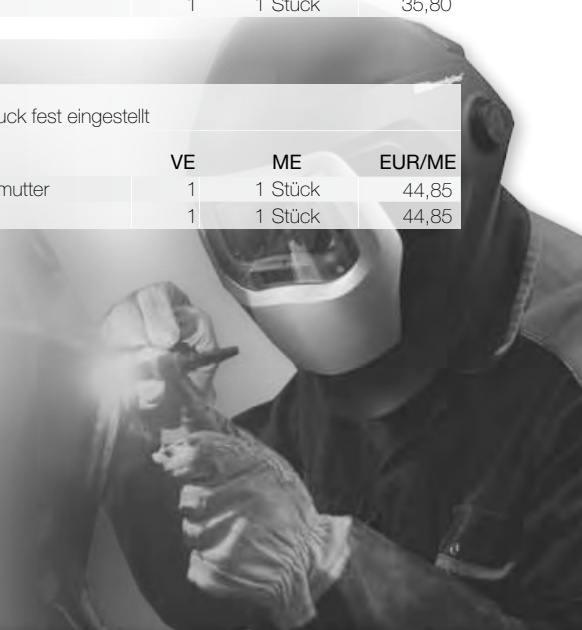 1 1 Stück 35,80
uck fest eingestellt
VE ME EUR/ME
mutter 1 1 Stück 44,85
1 1 Stück 44,85